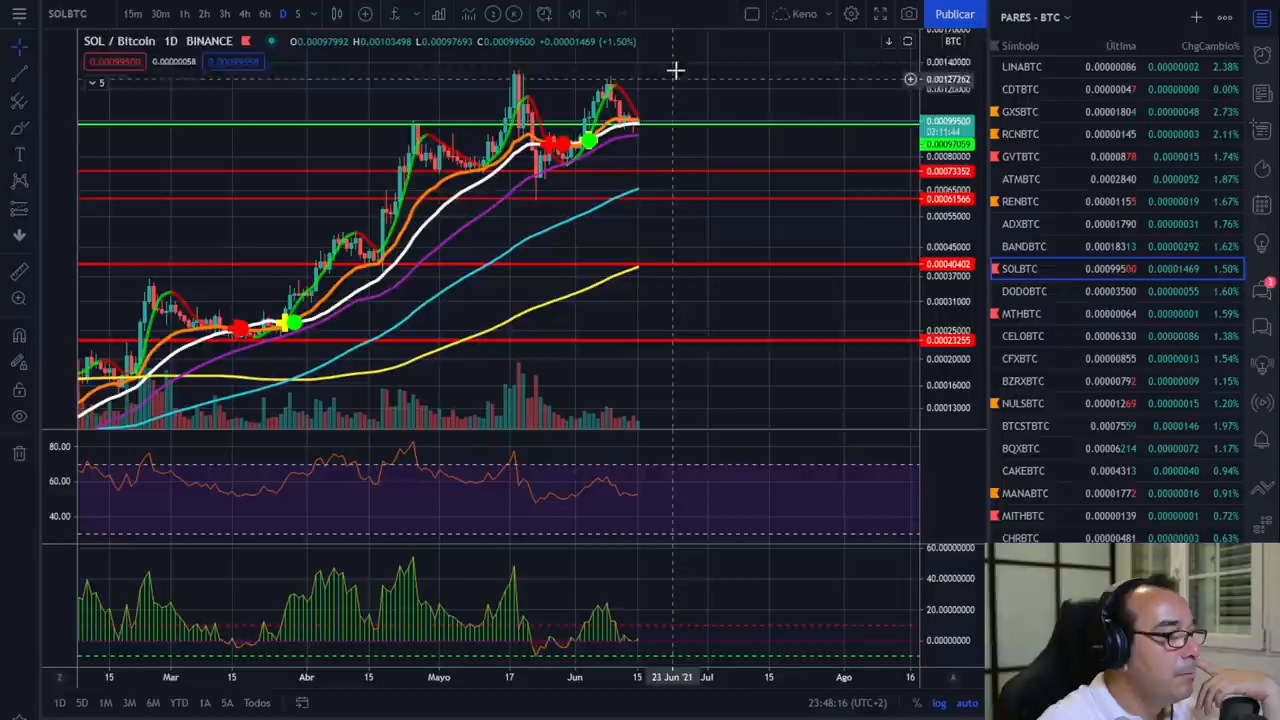 SOLBTC 15m 30m 1h 2h 3h 4h 6h D S Keno Publicar
SOL / Bitcoin 1D BINANCE O0.00097992 H0.00103498 L0.00097693 C0.00099500 +0.00001469 (+1.50%) BTC
0.00099500 0.00000058 0.00099558
5
0.00140000
0.00127262
0.00120000
0.00099500
02:11:44
0.00097059
0.00080000
0.00073352
0.00065000
0.00061566
0.00055000
0.00045000
0.00040402
0.00037000
0.00031000
0.00025000
0.00023255
0.00020000
0.00016000
0.00013000
80.00
60.00
40.00
60.00000000
40.00000000
20.00000000
0.00000000
Z 15 Mar 15 Abr 15 Mayo 17 Jun 15 23 Jun '21 Jul 15 Ago 16 A
1D 5D 1M 3M 6M YTD 1A 5A Todos 23:48:16 (UTC+2) % log auto
PARES - BTC
Símbolo Última ChgCambio%
LINABTC 0.00000086 0.00000002 2.38%
CDTBTC 0.00000047 0.00000000 0.00%
GXSBTC 0.00001804 0.00000048 2.73%
RCNBTC 0.00000145 0.00000003 2.11%
GVTBTC 0.0000878 0.0000015 1.74%
ATMBTC 0.0002840 0.0000052 1.87%
RENBTC 0.00001155 0.00000019 1.67%
ADXBTC 0.00001790 0.00000031 1.76%
BANDBTC 0.00018313 0.00000292 1.62%
SOLBTC 0.00099500 0.00001469 1.50%
DODOBTC 0.00003500 0.00000055 1.60%
MTHBTC 0.00000064 0.00000001 1.59%
CELOBTC 0.00006330 0.00000086 1.38%
CFXBTC 0.00000855 0.00000013 1.54%
BZRXBTC 0.00000792 0.00000009 1.15%
NULSBTC 0.00001269 0.00000015 1.20%
BTCSTBTC 0.0007559 0.0000146 1.97%
BQXBTC 0.00006214 0.00000072 1.17%
CAKEBTC 0.0004313 0.0000040 0.94%
MANABTC 0.00001772 0.00000016 0.91%
MITHBTC 0.00000139 0.00000001 0.72%
CHRBTC 0.00000481 0.00000003 0.63%
3